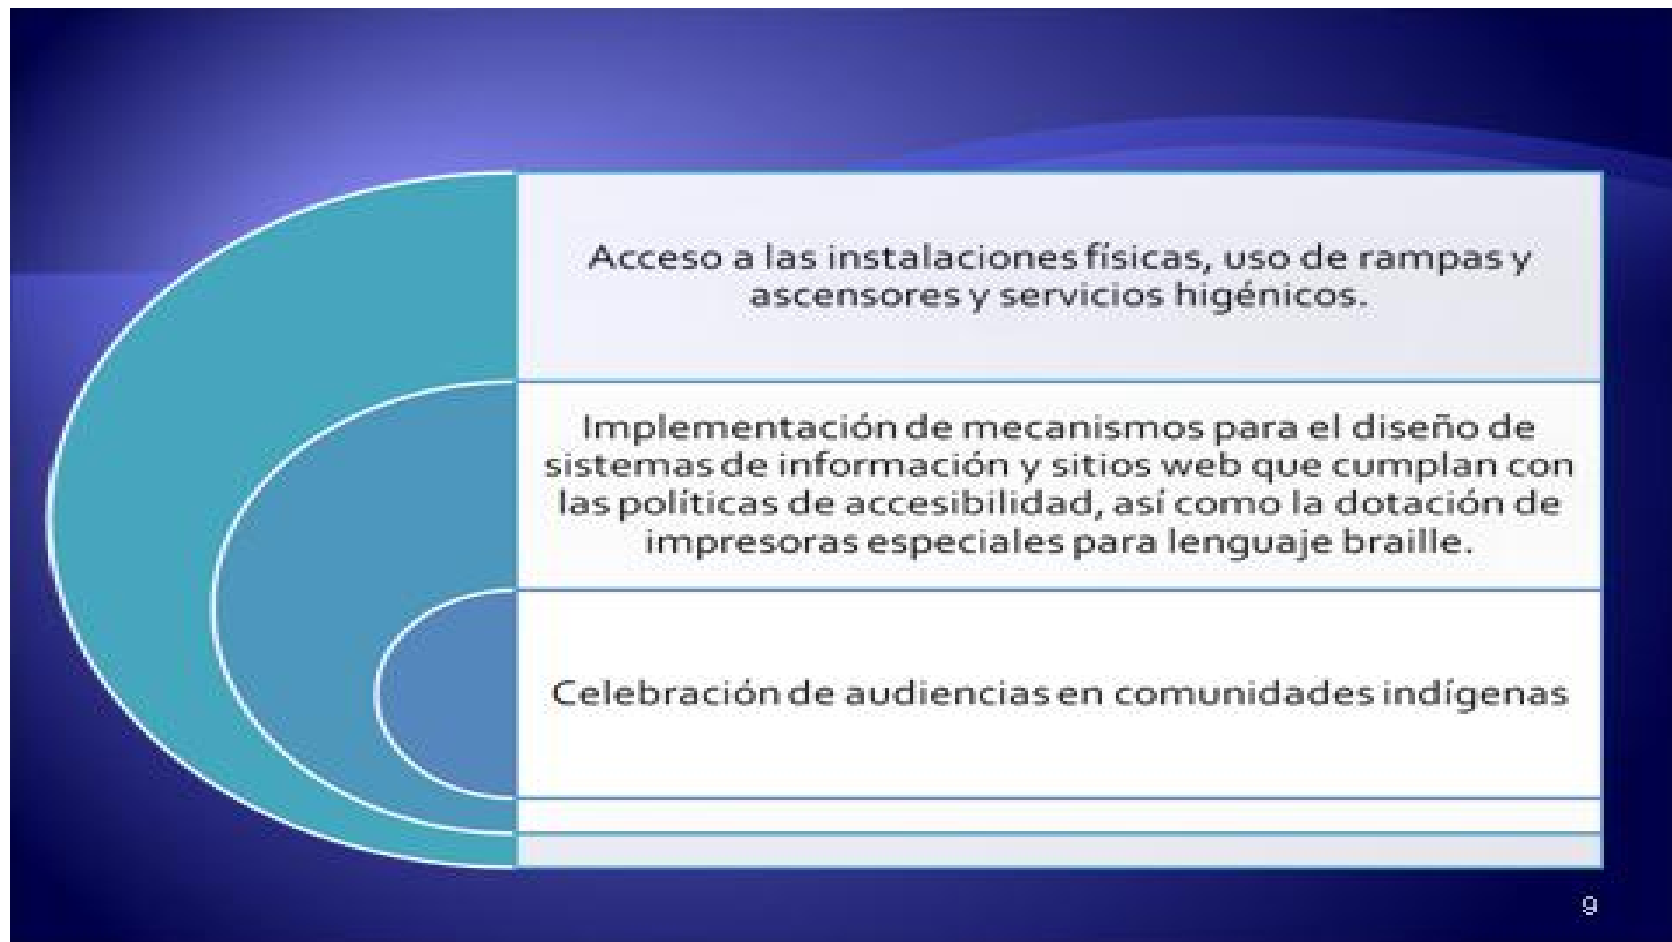 Acceso a las instalaciones físicas, uso de rampas y
ascensores y servicios higénicos.
Implementación de mecanismos para el diseño de
sistemas de información y sitios web que cumplan con
las políticas de accesibilidad, así como la dotación de
impresoras especiales para lenguaje braille.
Celebración de audiencias en comunidades indígenas
9